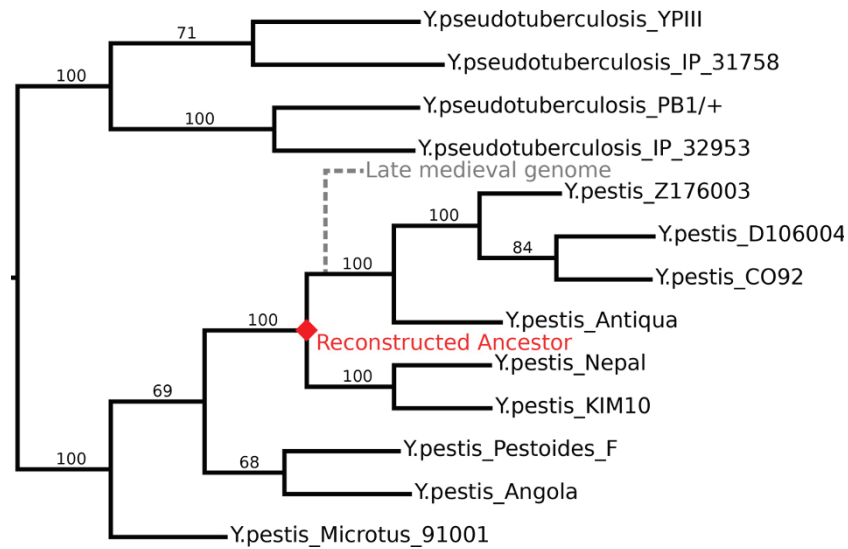 Y.pseudotuberculosis_YPIII
71
Y.pseudotuberculosis_IP_31758
100
Y.pseudotuberculosis_PB1/+
100
Y.pseudotuberculosis_IP_32953
Late medieval genome
Y.pestis_Z176003
100
Y.pestis_D106004
84
100
Y.pestis_CO92
100
Y.pestis_Antiqua
Reconstructed Ancestor
Y.pestis_Nepal
100
69
Y.pestis_KIM10
Y.pestis_Pestoides_F
100
68
Y.pestis_Angola
Y.pestis_Microtus_91001